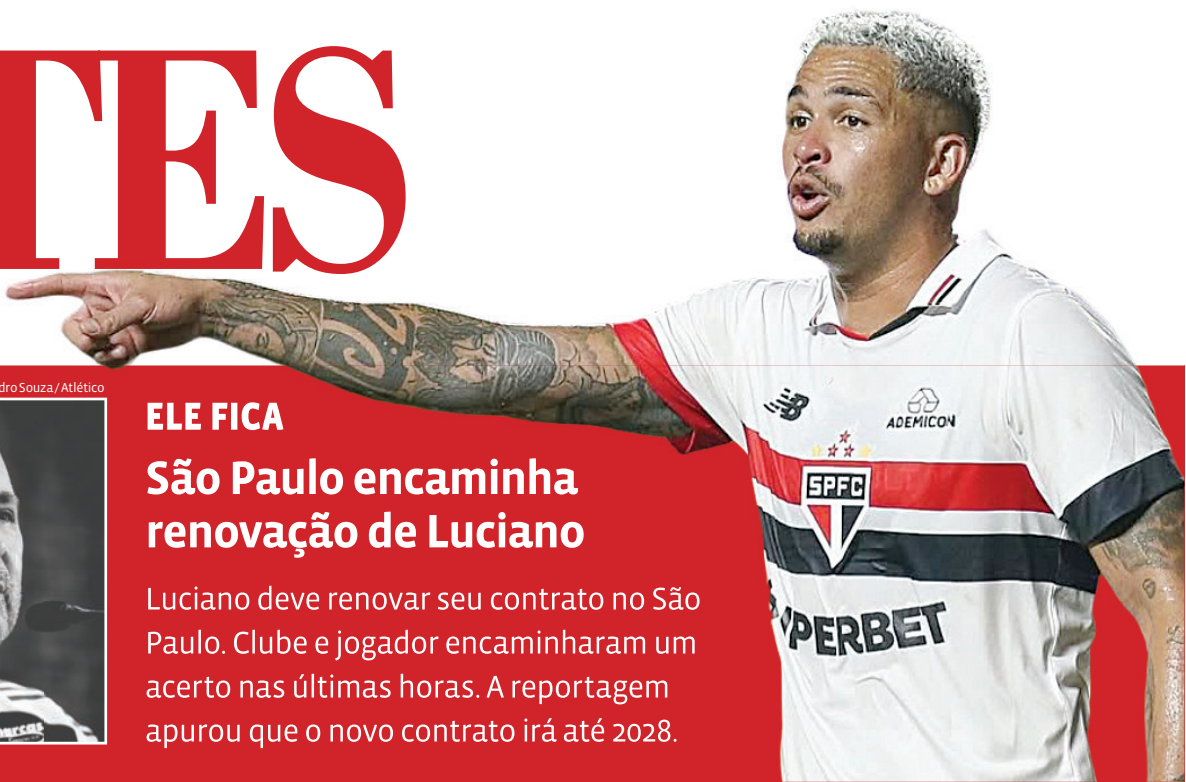 TES
dro Souza / Atlético
ELE FICA
São Paulo encaminha
renovação de Luciano
Luciano deve renovar seu contrato no São
Paulo. Clube e jogador encaminharam um
acerto nas últimas horas. A reportagem
apurou que o novo contrato irá até 2028.
ADEMICON
SPFC
PERBET